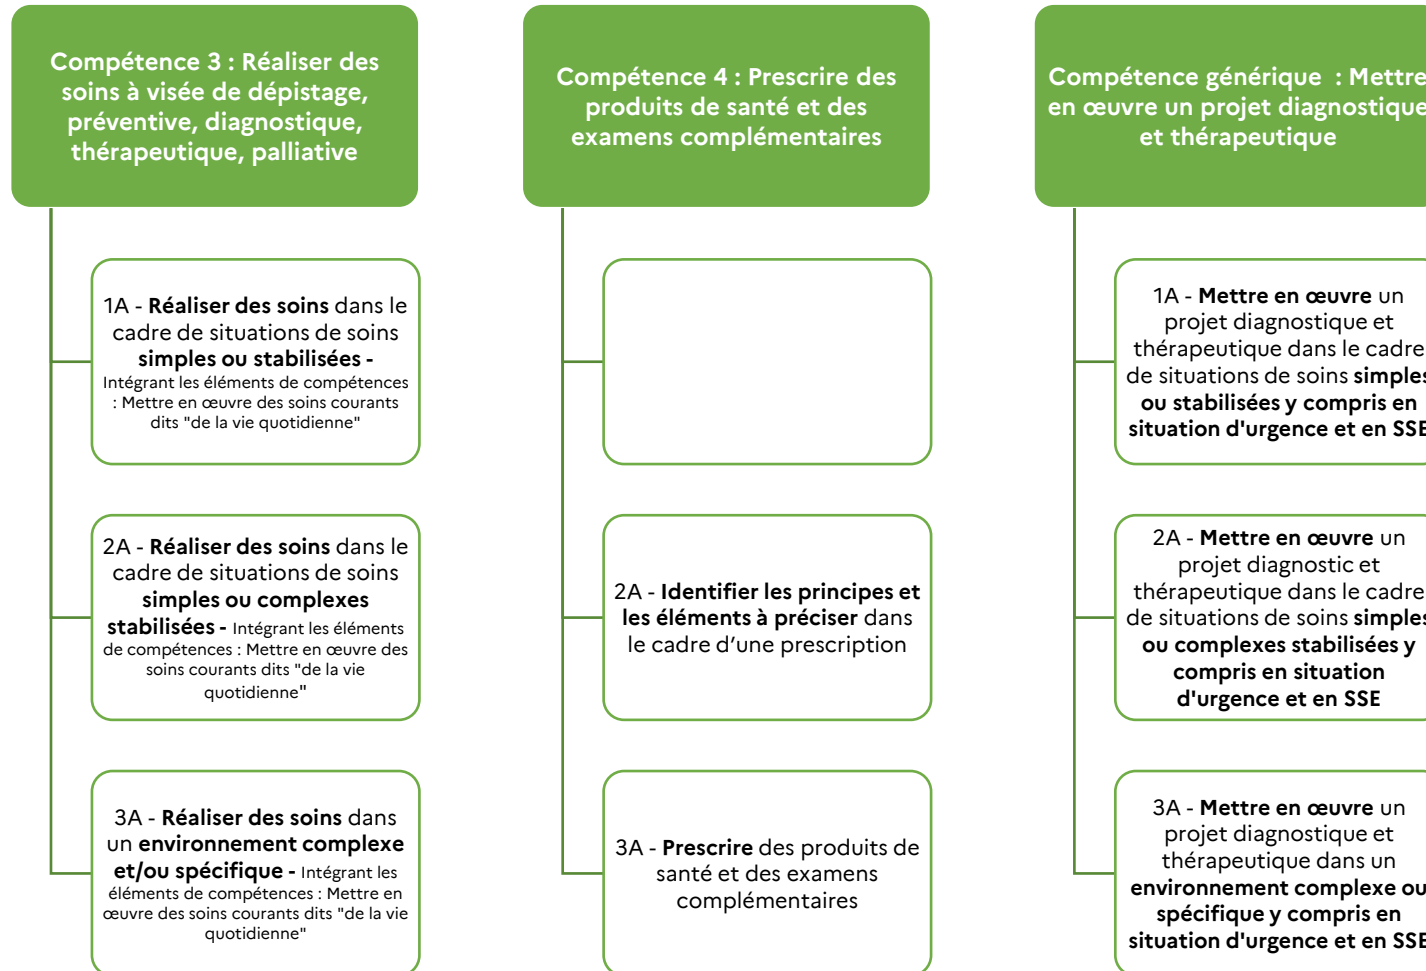 Compétence 3 : Réaliser des
soins à visée de dépistage,
préventive, diagnostique,
thérapeutique, palliative
1A - Réaliser des soins dans le
cadre de situations de soins
simples ou stabilisées -
Intégrant les éléments de compétences
: Mettre en œuvre des soins courants
dits "de la vie quotidienne"
2A - Réaliser des soins dans le
cadre de situations de soins
simples ou complexes
stabilisées - Intégrant les éléments
de compétences : Mettre en œuvre des
soins courants dits "de la vie
quotidienne"
3A - Réaliser des soins dans
un environnement complexe
et/ou spécifique - Intégrant les
éléments de compétences : Mettre en
œuvre des soins courants dits "de la vie
quotidienne"
Compétence 4 : Prescrire des
produits de santé et des
examens complémentaires
2A - Identifier les principes et
les éléments à préciser dans
le cadre d’une prescription
3A - Prescrire des produits de
santé et des examens
complémentaires
Compétence générique  : Mettre
en œuvre un projet diagnostique
et thérapeutique
1A - Mettre en œuvre un
projet diagnostique et
thérapeutique dans le cadre
de situations de soins simples
ou stabilisées y compris en
situation d'urgence et en SSE
2A - Mettre en œuvre un
projet diagnostic et
thérapeutique dans le cadre
de situations de soins simples
ou complexes stabilisées y
compris en situation
d'urgence et en SSE
3A - Mettre en œuvre un
projet diagnostique et
thérapeutique dans un
environnement complexe ou
spécifique y compris en
situation d'urgence et en SSE